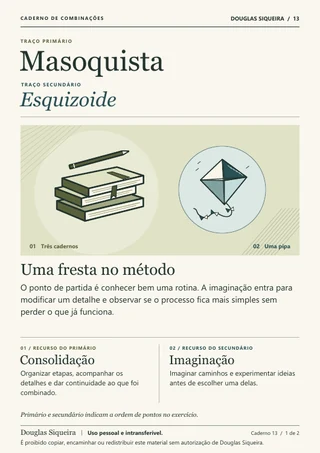 CADERNO DE COMBINAÇÕES
DOUGLAS SIQUEIRA / 13
TRAÇO PRIMÁRIO
Masoquista
TRAÇO SECUNDÁRIO
Esquizoide
01 Três cadernos
02 Uma pipa
Uma fresta no método
O ponto de partida é conhecer bem uma rotina. A imaginação entra para
modificar um detalhe e observar se o processo fica mais simples sem
perder o que já funciona.
01 / RECURSO DO PRIMÁRIO
Consolidação
Organizar etapas, acompanhar os
detalhes e dar continuidade ao que foi
combinado.
02 / RECURSO DO SECUNDÁRIO
Imaginação
Imaginar caminhos e experimentar ideias
antes de escolher uma delas.
Primário e secundário indicam a ordem de pontos no exercício.
Douglas Siqueira | Uso pessoal e intransferível.
Caderno 13 / 1 de 2
É proibido copiar, encaminhar ou redistribuir este material sem autorização de Douglas Siqueira.